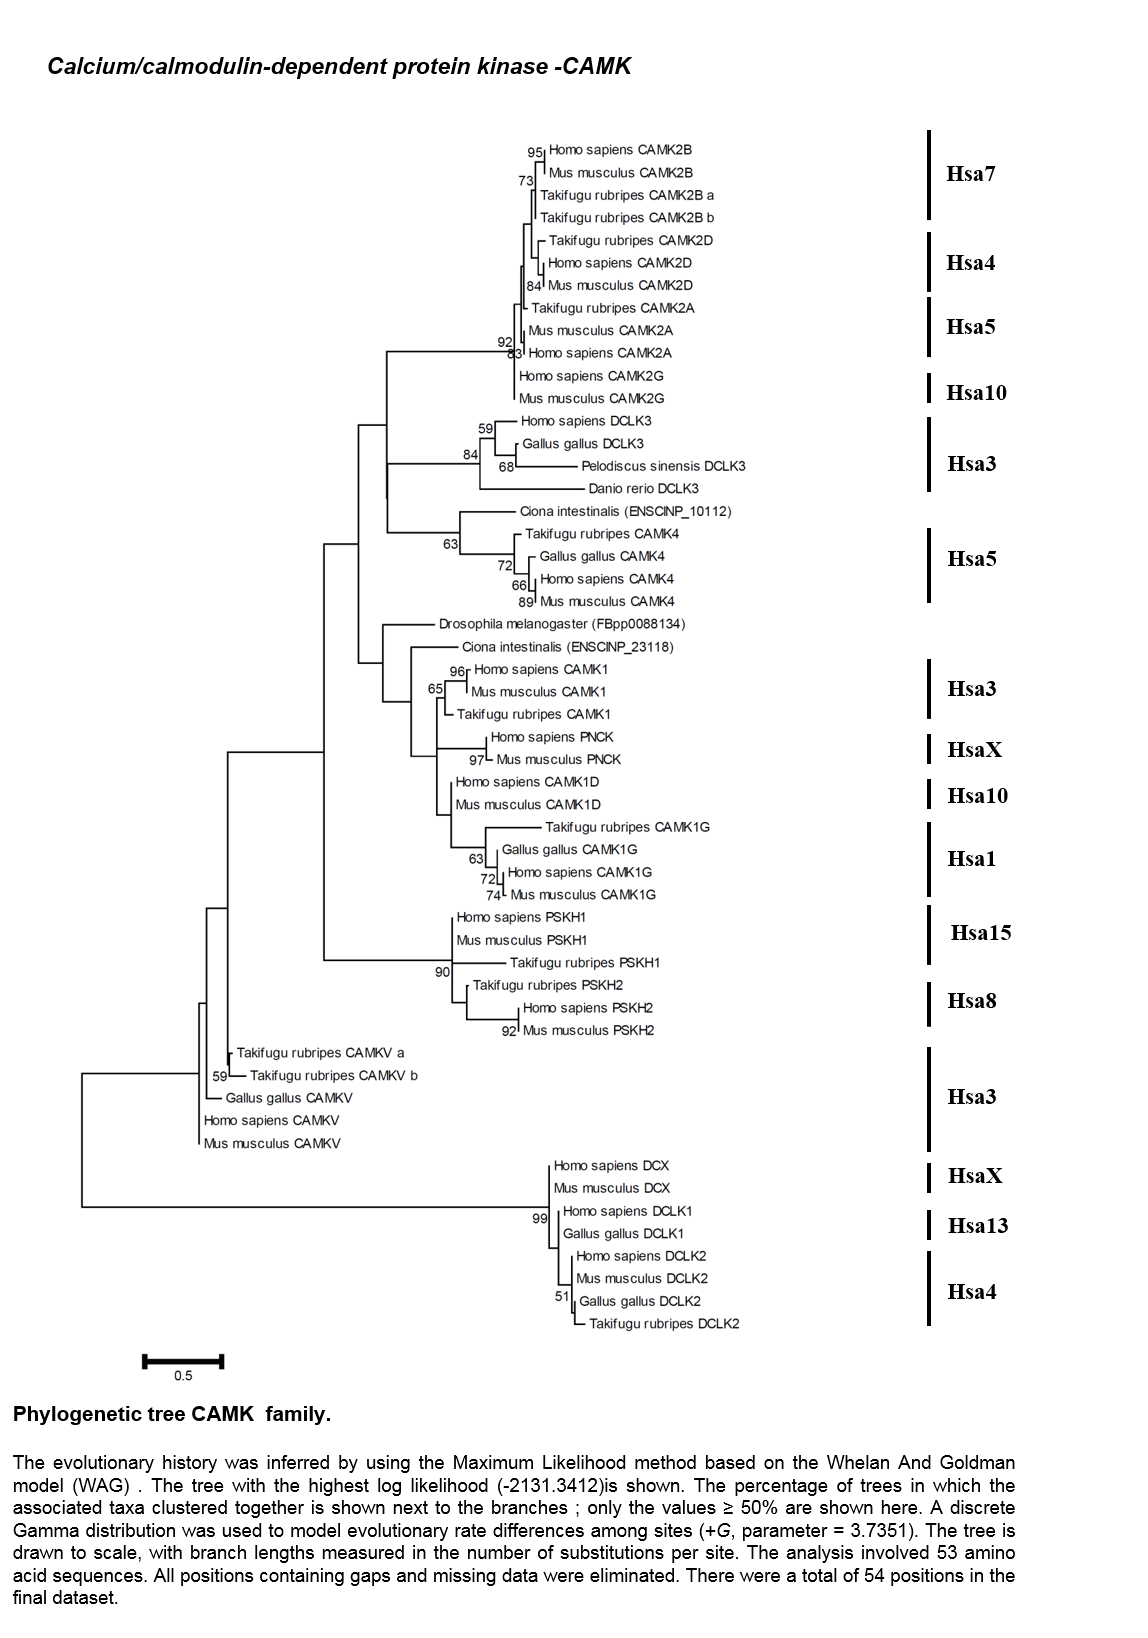 Calcium/calmodulin-dependent protein kinase -CAMK
95 Homo sapiens CAMK2B
Mus musculus CAMK2B
Hsa7
73
Takifugu rubripes CAMK2B a
Takifugu rubripes CAMK2B b
Takifugu rubripes CAMK2D
Homo sapiens CAMK2D
Hsa4
84 Mus musculus CAMK2D
Takifugu rubripes CAMK2A
Mus musculus CAMK2A
Hsa5
92
83 Homo sapiens CAMK2A
Homo sapiens CAMK2G
Hsa10
Mus musculus CAMK2G
Homo sapiens DCLK3
59
Gallus gallus DCLK3
84
68 Pelodiscus sinensis DCLK3
Hsa3
Danio rerio DCLK3
Ciona intestinalis (ENSCINP_10112)
Takifugu rubripes CAMK4
63
Gallus gallus CAMK4
Hsa5
72
Homo sapiens CAMK4
66
89 Mus musculus CAMK4
Drosophila melanogaster (FBpp0088134)
Ciona intestinalis (ENSCINP_23118)
96 Homo sapiens CAMK1
65 Mus musculus CAMK1
Hsa3
Takifugu rubripes CAMK1
Homo sapiens PNCK
HsaX
97 Mus musculus PNCK
Homo sapiens CAMK1D
Hsa10
Mus musculus CAMK1D
Takifugu rubripes CAMK1G
Gallus gallus CAMK1G
63
Hsa1
Homo sapiens CAMK1G
72
74 Mus musculus CAMK1G
Homo sapiens PSKH1
Hsa15
Mus musculus PSKH1
Takifugu rubripes PSKH1
90
Takifugu rubripes PSKH2
Hsa8
Homo sapiens PSKH2
92 Mus musculus PSKH2
Takifugu rubripes CAMKV a
59 Takifugu rubripes CAMKV b
Gallus gallus CAMKV
Hsa3
Homo sapiens CAMKV
Mus musculus CAMKV
Homo sapiens DCX
HsaX
Mus musculus DCX
Homo sapiens DCLK1
99
Hsa13
Gallus gallus DCLK1
Homo sapiens DCLK2
Mus musculus DCLK2
Hsa4
51
Gallus gallus DCLK2
Takifugu rubripes DCLK2
0.5
Phylogenetic tree CAMK family.
The evolutionary history was inferred by using the Maximum Likelihood method based on the Whelan And Goldman
model (WAG) . The tree with the highest log likelihood (-2131.3412)is shown. The percentage of trees in which the
associated taxa clustered together is shown next to the branches ; only the values ≥ 50% are shown here. A discrete
Gamma distribution was used to model evolutionary rate differences among sites (+G, parameter = 3.7351). The tree is
drawn to scale, with branch lengths measured in the number of substitutions per site. The analysis involved 53 amino
acid sequences. All positions containing gaps and missing data were eliminated. There were a total of 54 positions in the
final dataset.